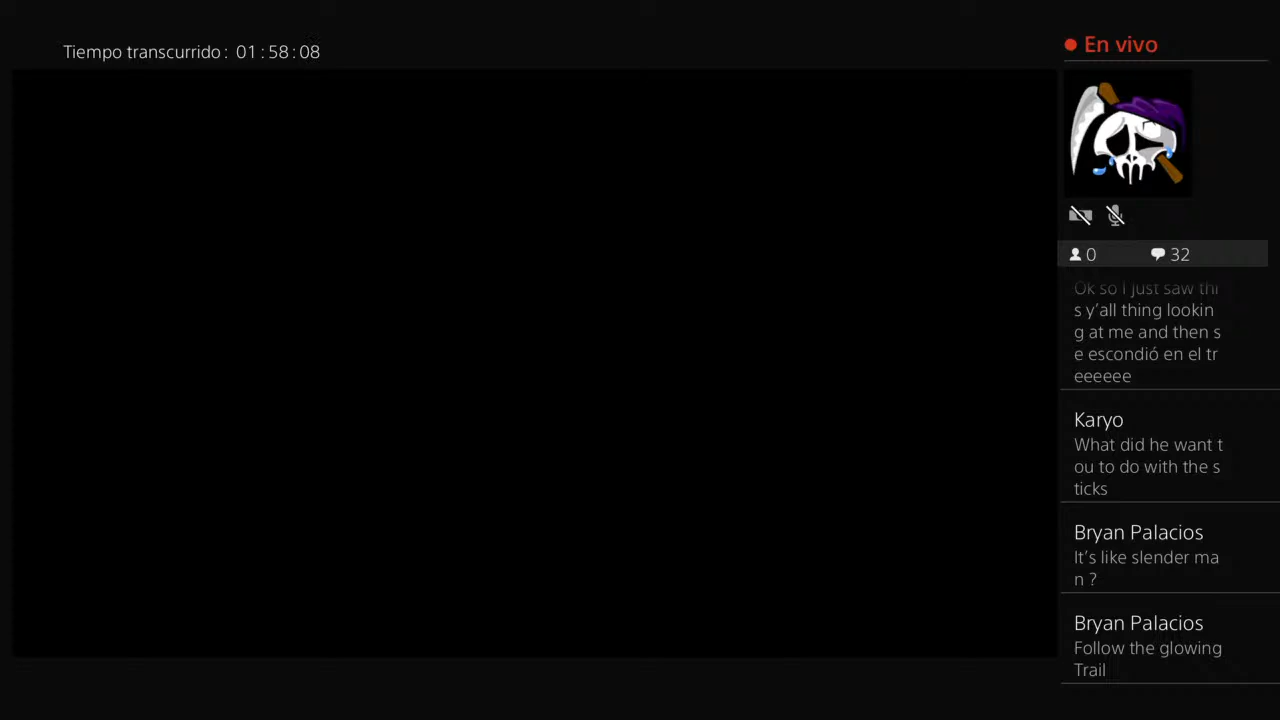 Tiempo transcurrido: 01:58:08
En vivo
0 32
Ok so I just saw thi
s y'all thing lookin
g at me and then s
e escondió en el tr
eeeeee
Karyo
What did he want t
ou to do with the s
ticks
Bryan Palacios
It's like slender ma
n ?
Bryan Palacios
Follow the glowing
Trail